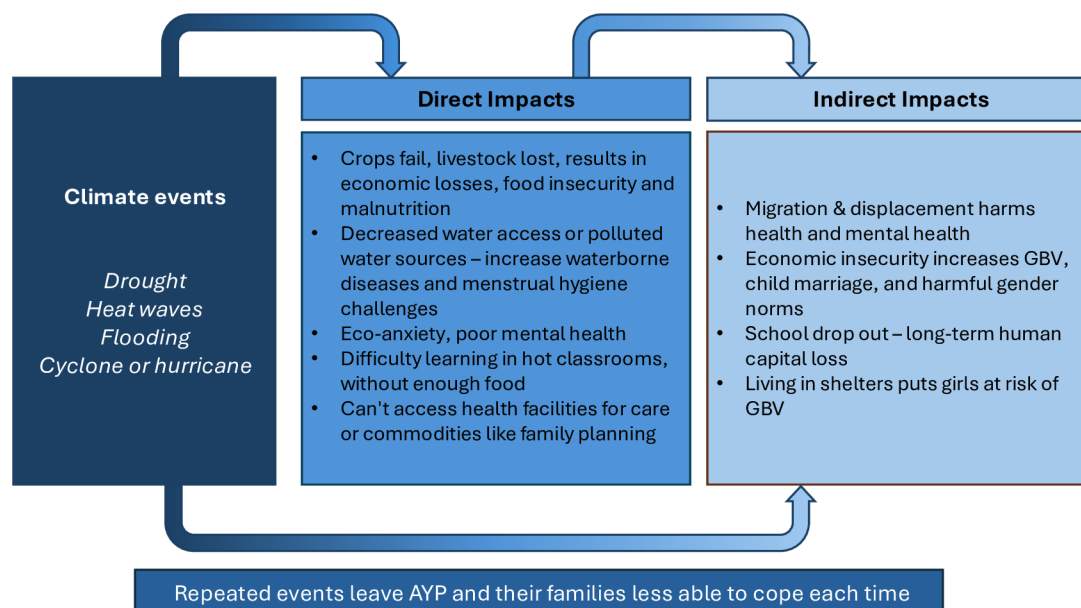 Climate events
Drought
Heat waves
Flooding
Cyclone or hurricane
Direct Impacts
• Crops fail, livestock lost, results in
economic losses, food insecurity and
malnutrition
• Decreased water access or polluted
water sources – increase waterborne
diseases and menstrual hygiene
challenges
• Eco-anxiety, poor mental health
• Difficulty learning in hot classrooms,
without enough food
• Can't access health facilities for care
or commodities like family planning
Indirect Impacts
• Migration & displacement harms
health and mental health
• Economic insecurity increases GBV,
child marriage, and harmful gender
norms
• School drop out – long-term human
capital loss
• Living in shelters puts girls at risk of
GBV
Repeated events leave AYP and their families less able to cope each time